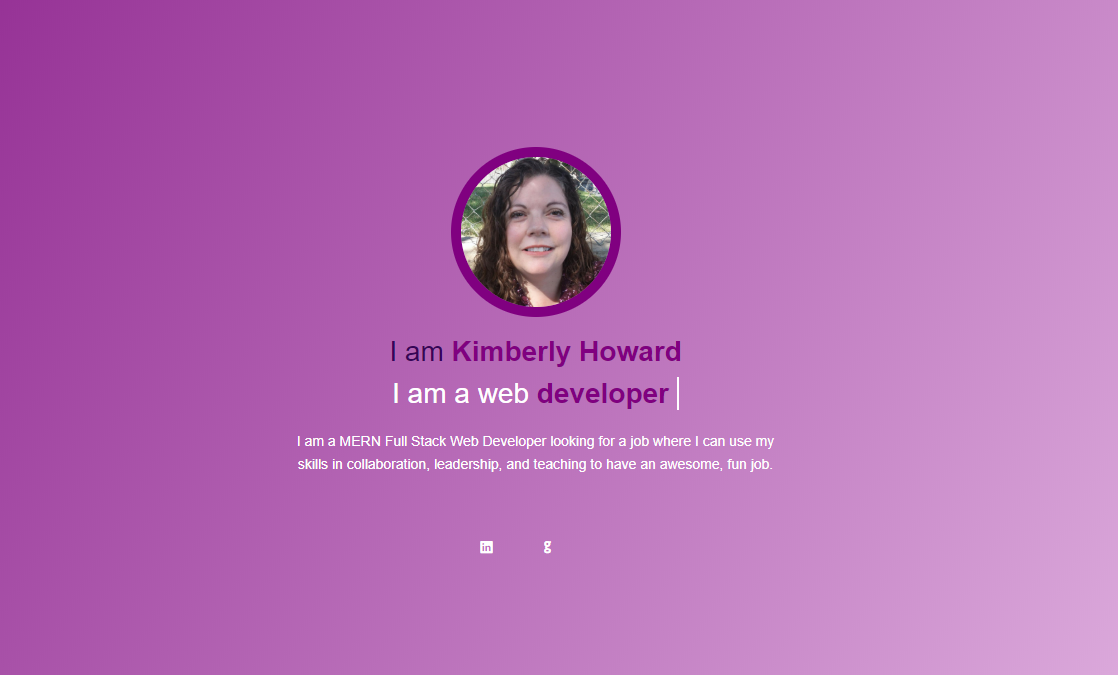 I am Kimberly Howard
I am a web developer
I am a MERN Full Stack Web Developer looking for a job where I can use my
skills in collaboration, leadership, and teaching to have an awesome, fun job.
in
g